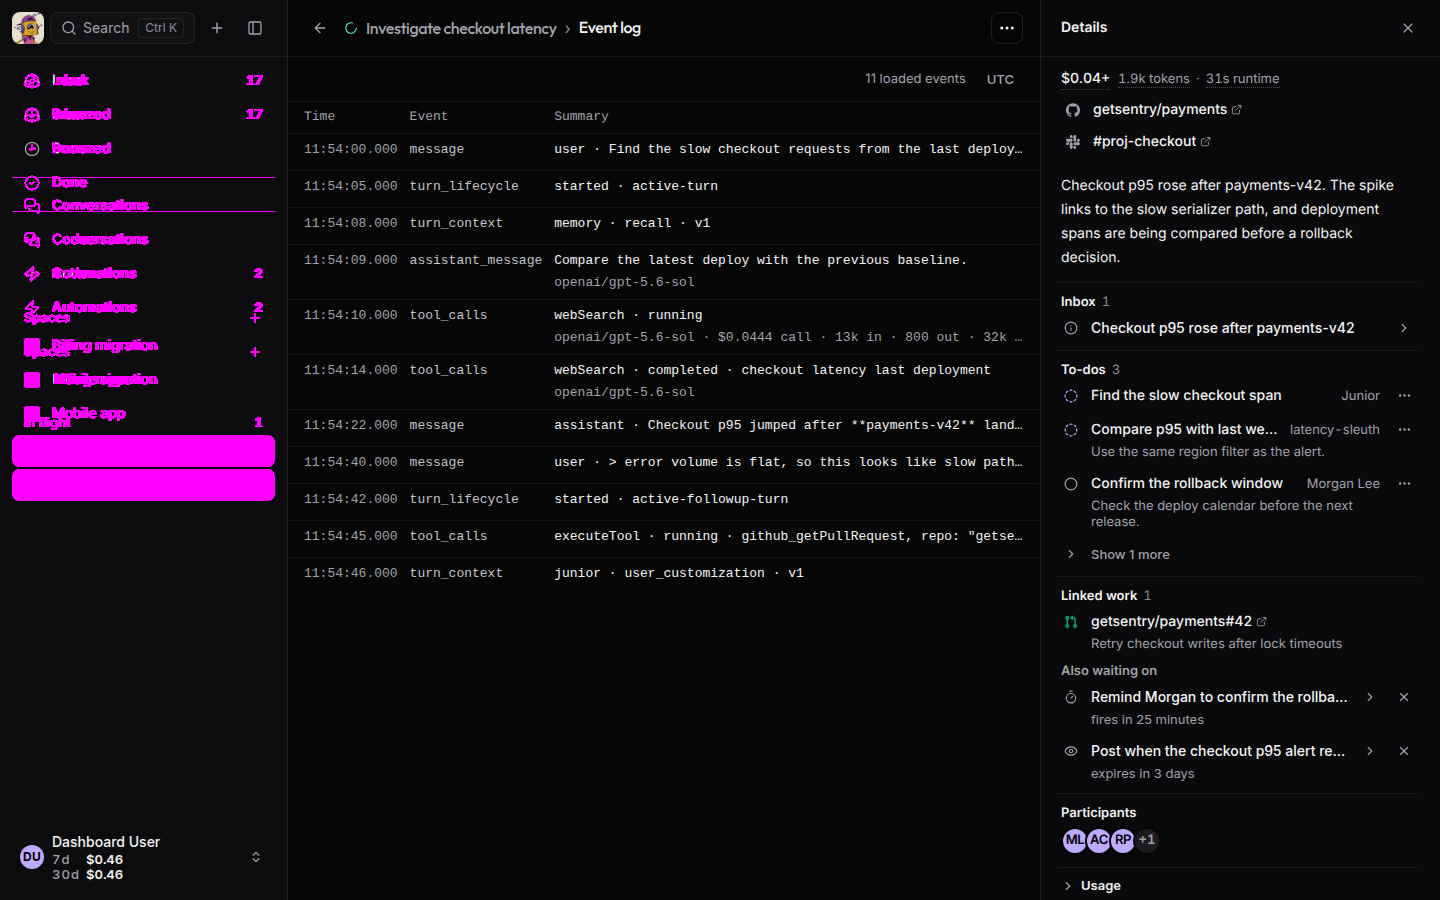 Search Ctrl K
Investigate checkout latency › Event log
Details
17
17
Done
Conversations
2
Automations 2
Spaces
Billing migration
Mobile app
In flight 1
Dashboard User
DU
7d $0.46
30d $0.46
11 loaded events UTC
Time Event Summary
11:54:00.000 message user · Find the slow checkout requests from the last deploy…
11:54:05.000 turn_lifecycle started · active-turn
11:54:08.000 turn_context memory · recall · v1
11:54:09.000 assistant_message Compare the latest deploy with the previous baseline.
openai/gpt-5.6-sol
11:54:10.000 tool_calls webSearch · running
openai/gpt-5.6-sol · $0.0444 call · 13k in · 800 out · 32k …
11:54:14.000 tool_calls webSearch · completed · checkout latency last deployment
openai/gpt-5.6-sol
11:54:22.000 message assistant · Checkout p95 jumped after **payments-v42** land…
11:54:40.000 message user · > error volume is flat, so this looks like slow path…
11:54:42.000 turn_lifecycle started · active-followup-turn
11:54:45.000 tool_calls executeTool · running · github_getPullRequest, repo: "getse…
11:54:46.000 turn_context junior · user_customization · v1
$0.04+ 1.9k tokens · 31s runtime
getsentry/payments
#proj-checkout
Checkout p95 rose after payments-v42. The spike
links to the slow serializer path, and deployment
spans are being compared before a rollback
decision.
Inbox 1
Checkout p95 rose after payments-v42
To-dos 3
Find the slow checkout span Junior
Compare p95 with last we... latency-sleuth
Use the same region filter as the alert.
Confirm the rollback window Morgan Lee
Check the deploy calendar before the next
release.
Show 1 more
Linked work 1
getsentry/payments#42
Retry checkout writes after lock timeouts
Also waiting on
Remind Morgan to confirm the rollba...
fires in 25 minutes
Post when the checkout p95 alert re...
expires in 3 days
Participants
ML AC RP +1
Usage